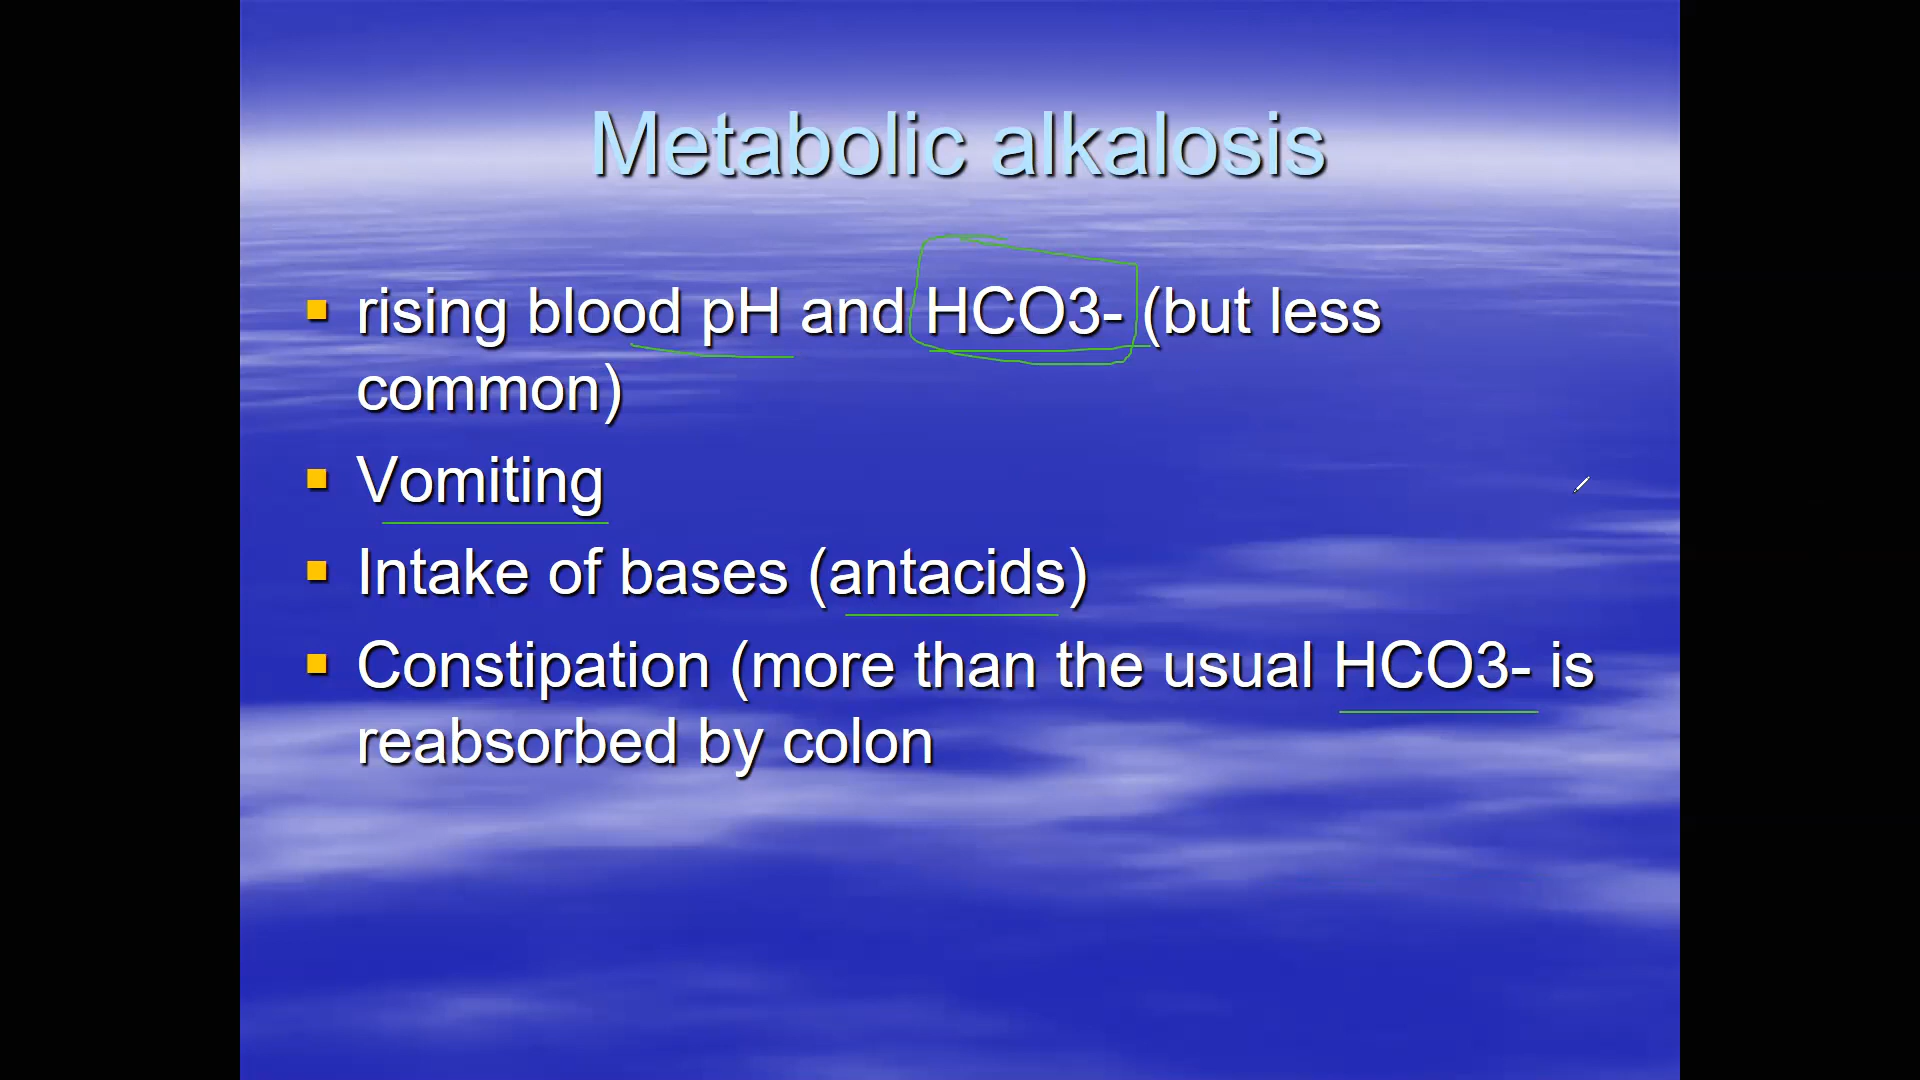 Metabolic alkalosis
rising blood pH and HCO3- (but less
common)
Vomiting
Intake of bases (antacids)
Constipation (more than the usual HCO3- is
reabsorbed by colon